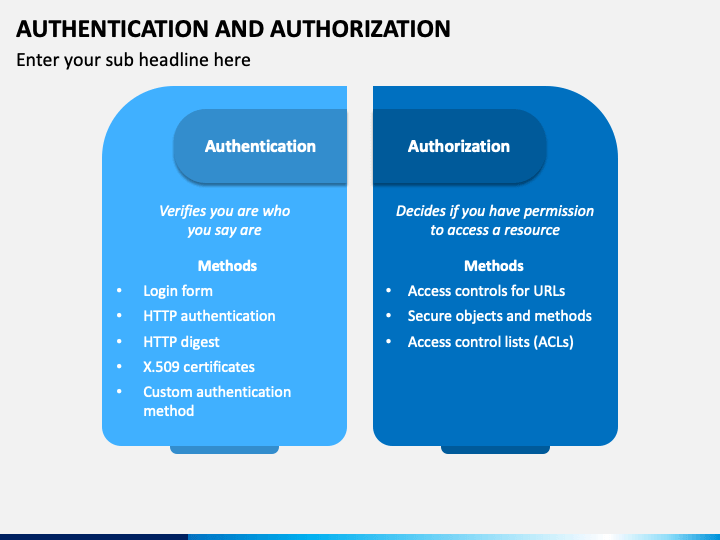 AUTHENTICATION AND AUTHORIZATION
Enter your sub headline here
Authentication
Verifies you are who
you say are
Methods
• Login form
• HTTP authentication
• HTTP digest
• X.509 certificates
• Custom authentication
method
Authorization
Decides if you have permission
to access a resource
Methods
• Access controls for URLs
• Secure objects and methods
• Access control lists (ACLs)